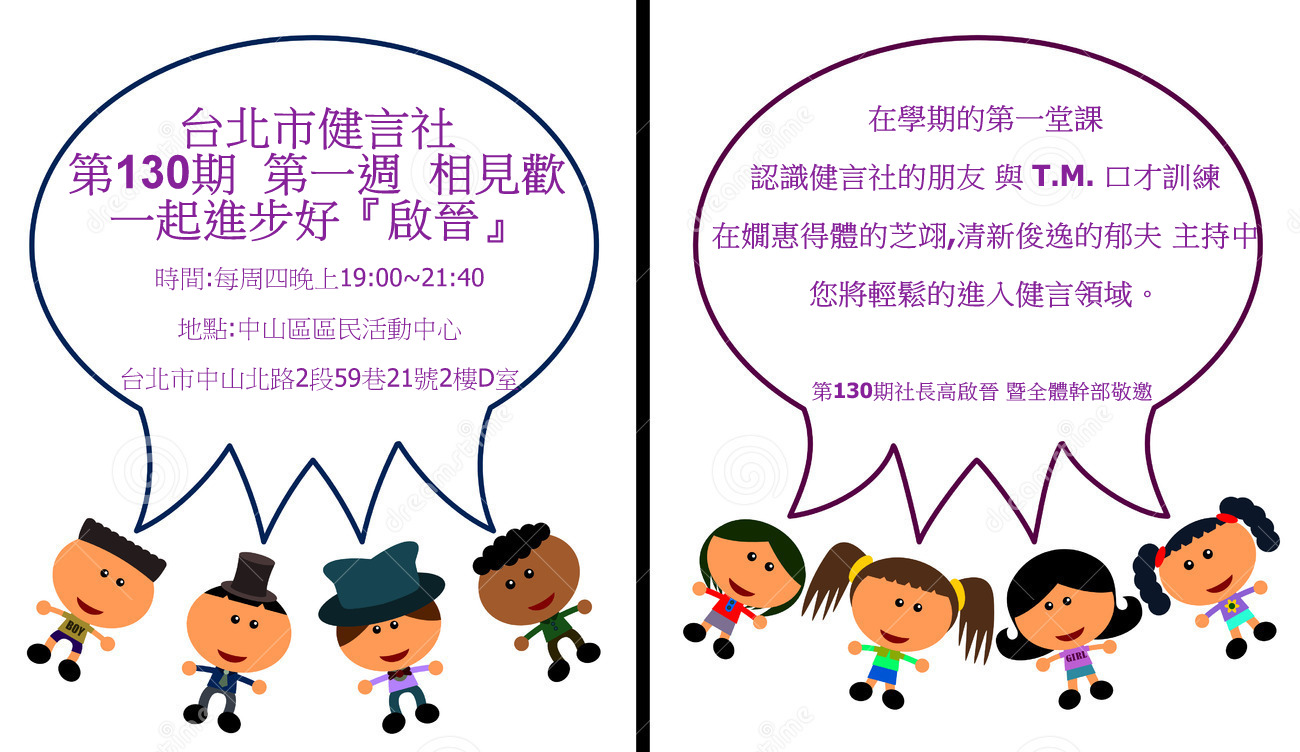 台北市健言社
第130期 第一週 相見歡
一起進步好『啟晉』
時間:每周四晚上19:00~21:40
地點:中山區區民活動中心
台北市中山北路2段59巷21號2樓D室
BOY
在學期的第一堂課
認識健言社的朋友 與 T.M. 口才訓練
在嫺惠得體的芝翊,清新俊逸的郁夫 主持中
您將輕鬆的進入健言領域。
第130期社長高啟晉 暨全體幹部敬邀
GIRL
dreamstime